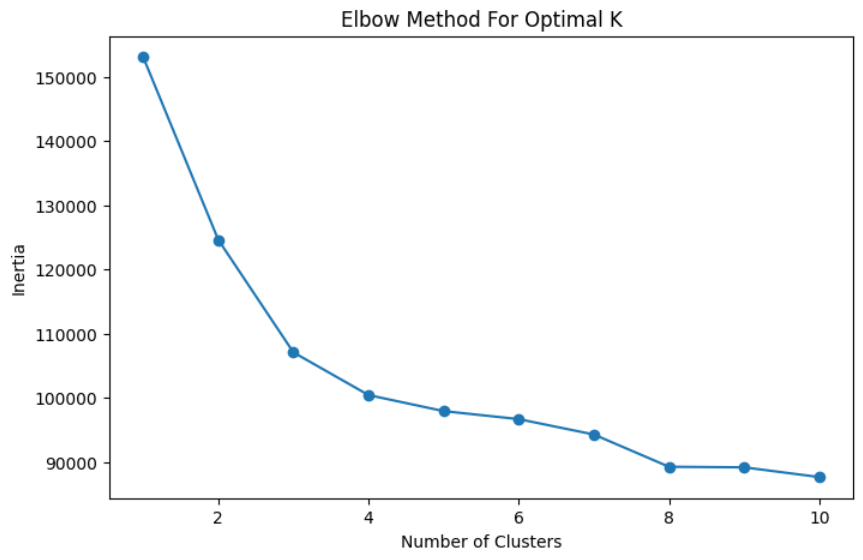 Elbow Method For Optimal K
150000
140000
130000
120000
110000
100000
90000
Inertia
2 4 6 8 10
Number of Clusters